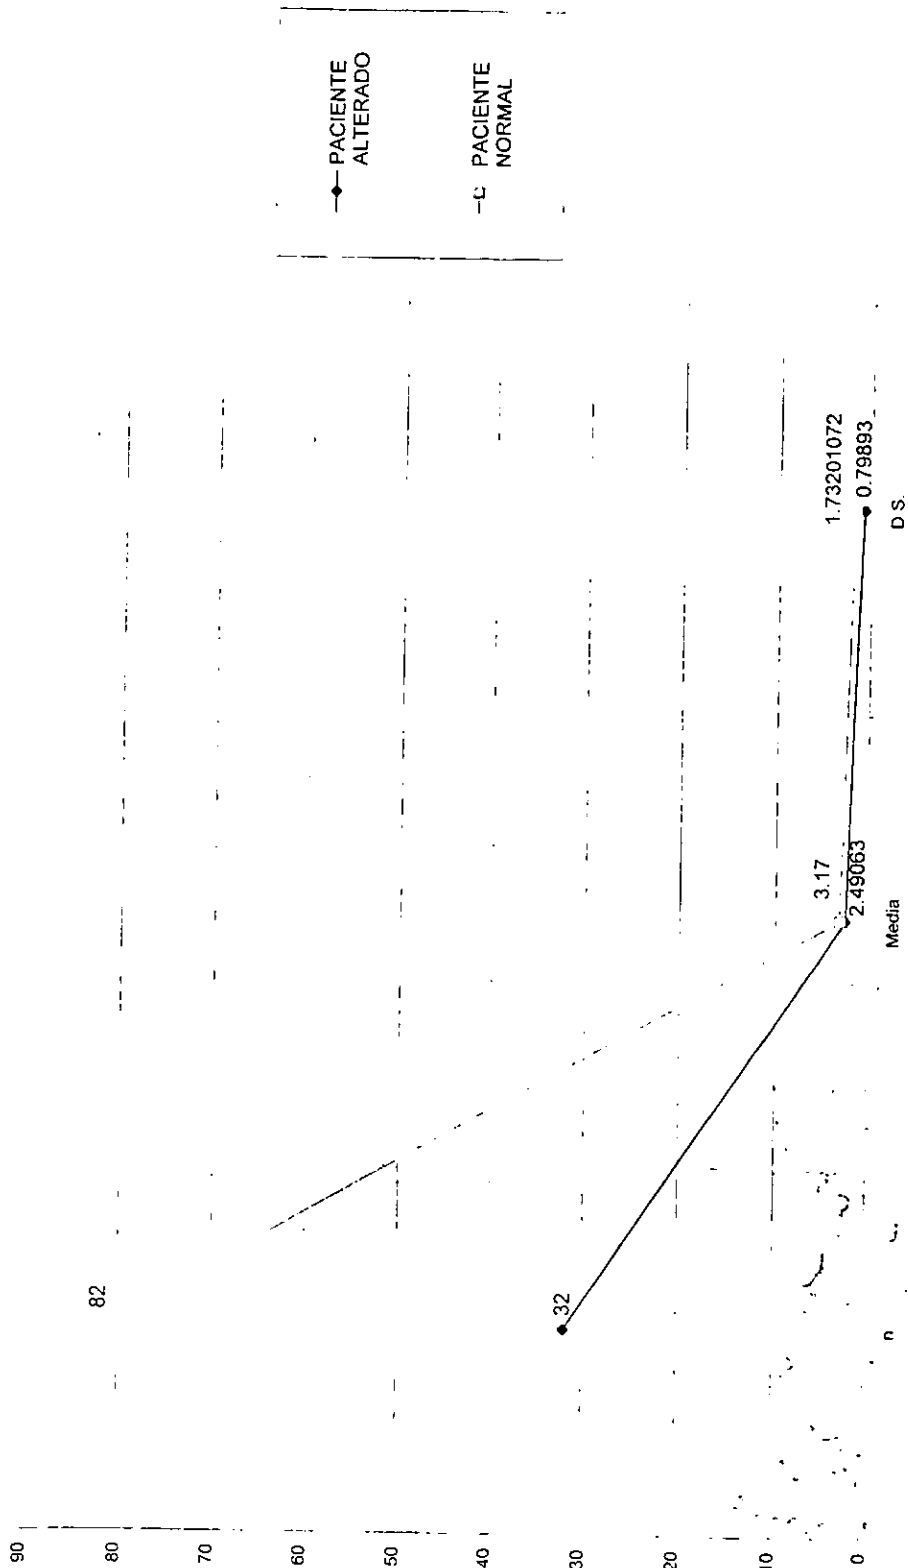 90
80
70
60
50
40
30
20
10
0
82
32
3.17
2.49063
1.73201072
0.79893
n
Media
D.S.
PACIENTE
ALTERADO
PACIENTE
NORMAL